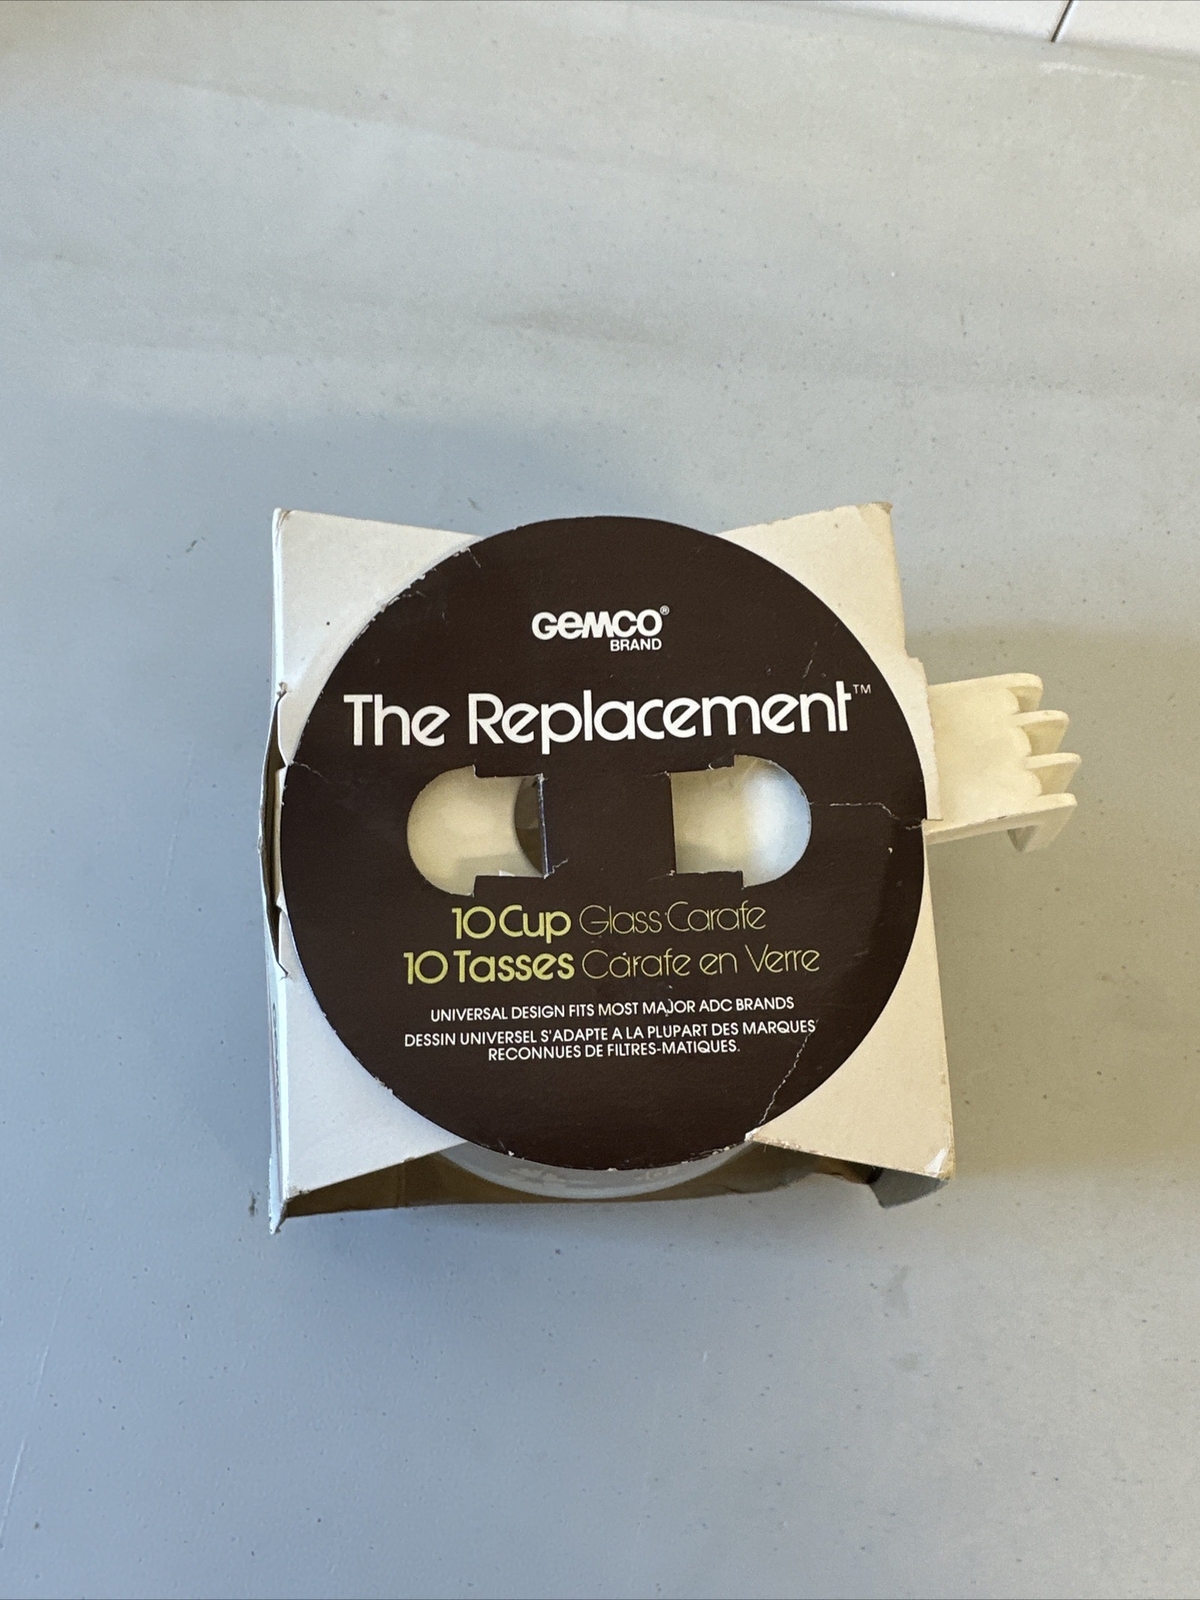 GEMCO®
BRAND
The Replacement™
10 Cup Glass Carafe
10 Tasses Carafe en Verre
UNIVERSAL DESIGN FITS MOST MAJOR ADC BRANDS
DESSIN UNIVERSEL S'ADAPTE A LA PLUPART DES MARQUES
RECONNUES DE FILTRES-MATIQUES.